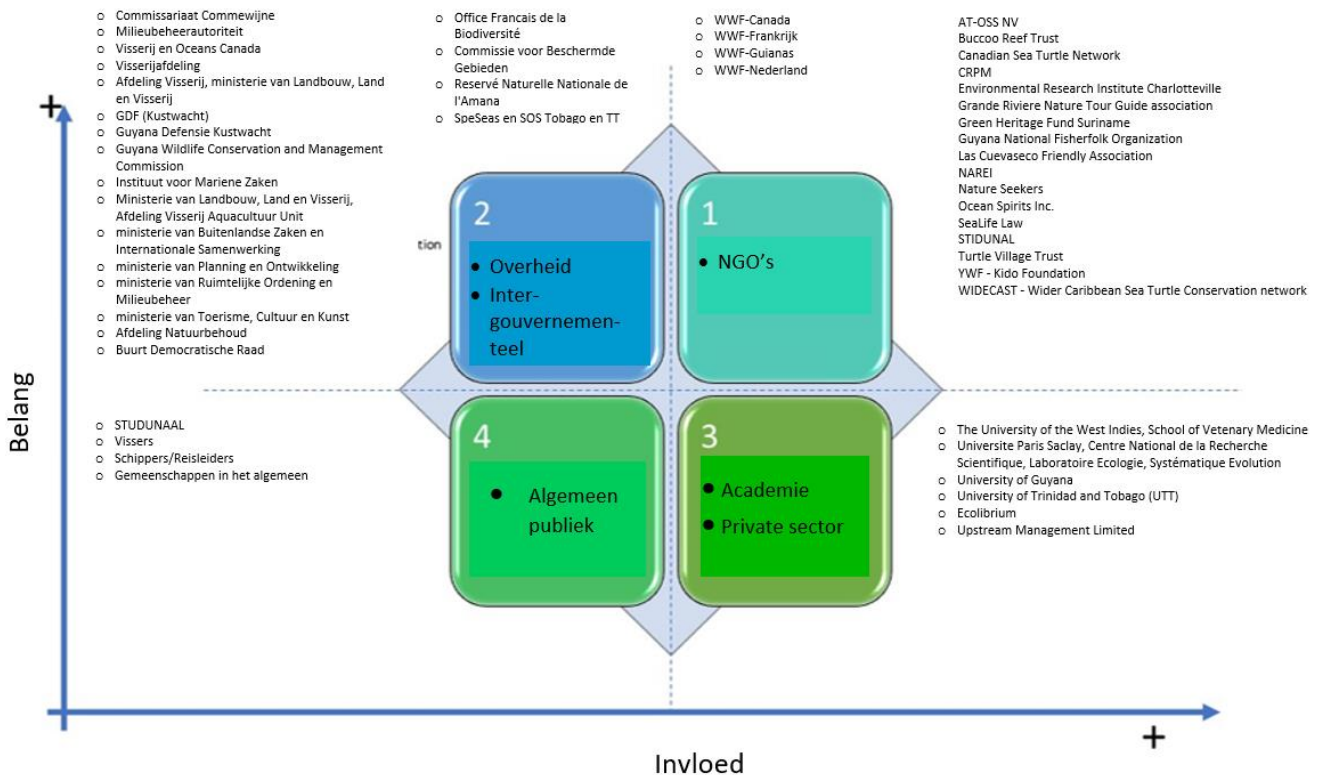 o Commissariaat Commewijne
o Milieubeheerautoriteit
o Visserij en Oceans Canada
o Visserijafdeling
o Afdeling Visserij, ministerie van Landbouw, Land
en Visserij
o GDF (Kustwacht)
o Guyana Defensie Kustwacht
o Guyana Wildlife Conservation and Management
Commission
o Instituut voor Mariene Zaken
o Ministerie van Landbouw, Land en Visserij,
Afdeling Visserij Aquacultuur Unit
o ministerie van Buitenlandse Zaken en
Internationale Samenwerking
o ministerie van Planning en Ontwikkeling
o ministerie van Ruimtelijke Ordening en
Milieubeheer
o ministerie van Toerisme, Cultuur en Kunst
o Afdeling Natuurbehoud
o Buurt Democratische Raad
o Office Francais de la
Biodiversité
o Commissie voor Beschermde
Gebieden
o Reservé Naturelle Nationale de
l'Amana
o SpeSeas en SOS Tobago en TT
o WWF-Canada
o WWF-Frankrijk
o WWF-Guianas
o WWF-Nederland
AT-OSS NV
Buccoo Reef Trust
Canadian Sea Turtle Network
CRPM
Environmental Research Institute Charlotteville
Grande Riviere Nature Tour Guide association
Green Heritage Fund Suriname
Guyana National Fisherfolk Organization
Las Cuevaseco Friendly Association
NAREI
Nature Seekers
Ocean Spirits Inc.
SeaLife Law
STIDUNAL
Turtle Village Trust
YWF - Kido Foundation
WIDECAST - Wider Caribbean Sea Turtle Conservation network
+
tion
2
• Overheid
• Inter-
gouvernemen-
teel
1
• NGO's
Belang
o STUDUNAAL
o Vissers
o Schippers/Reisleiders
o Gemeenschappen in het algemeen
4
• Algemeen
publiek
3
• Academie
• Private sector
o The University of the West Indies, School of Vetenary Medicine
o Universite Paris Saclay, Centre National de la Recherche
Scientifique, Laboratoire Ecologie, Systématique Evolution
o University of Guyana
o University of Trinidad and Tobago (UTT)
o Ecolibrium
o Upstream Management Limited
+
Invloed